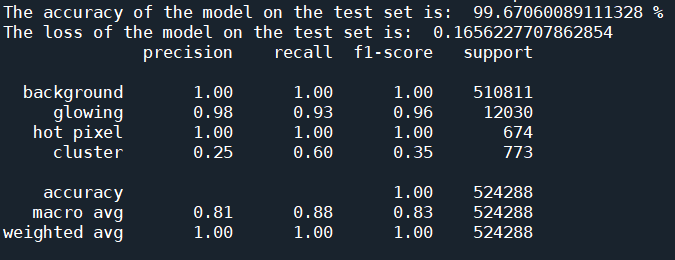 The accuracy of the model on the test set is:  99.67060089111328 %
The loss of the model on the test set is:  0.1656227707862854
precision    recall  f1-score   support
background       1.00      1.00      1.00    510811
glowing       0.98      0.93      0.96     12030
hot pixel       1.00      1.00      1.00       674
cluster       0.25      0.60      0.35       773
accuracy                           1.00    524288
macro avg       0.81      0.88      0.83    524288
weighted avg       1.00      1.00      1.00    524288